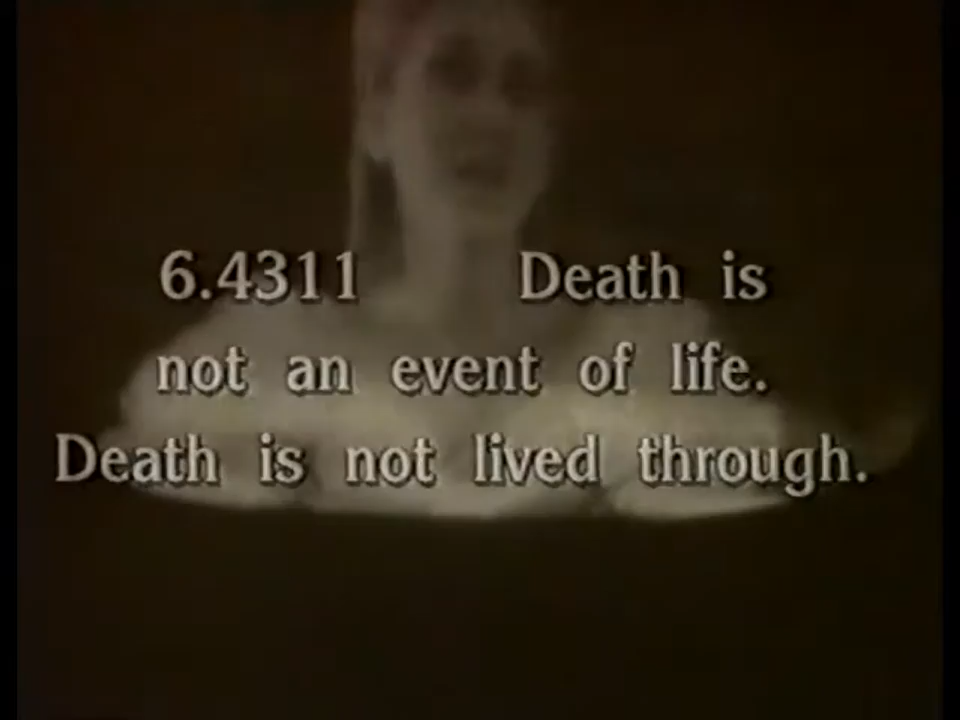 6.4311 Death is
not an event of life.
Death is not lived through.